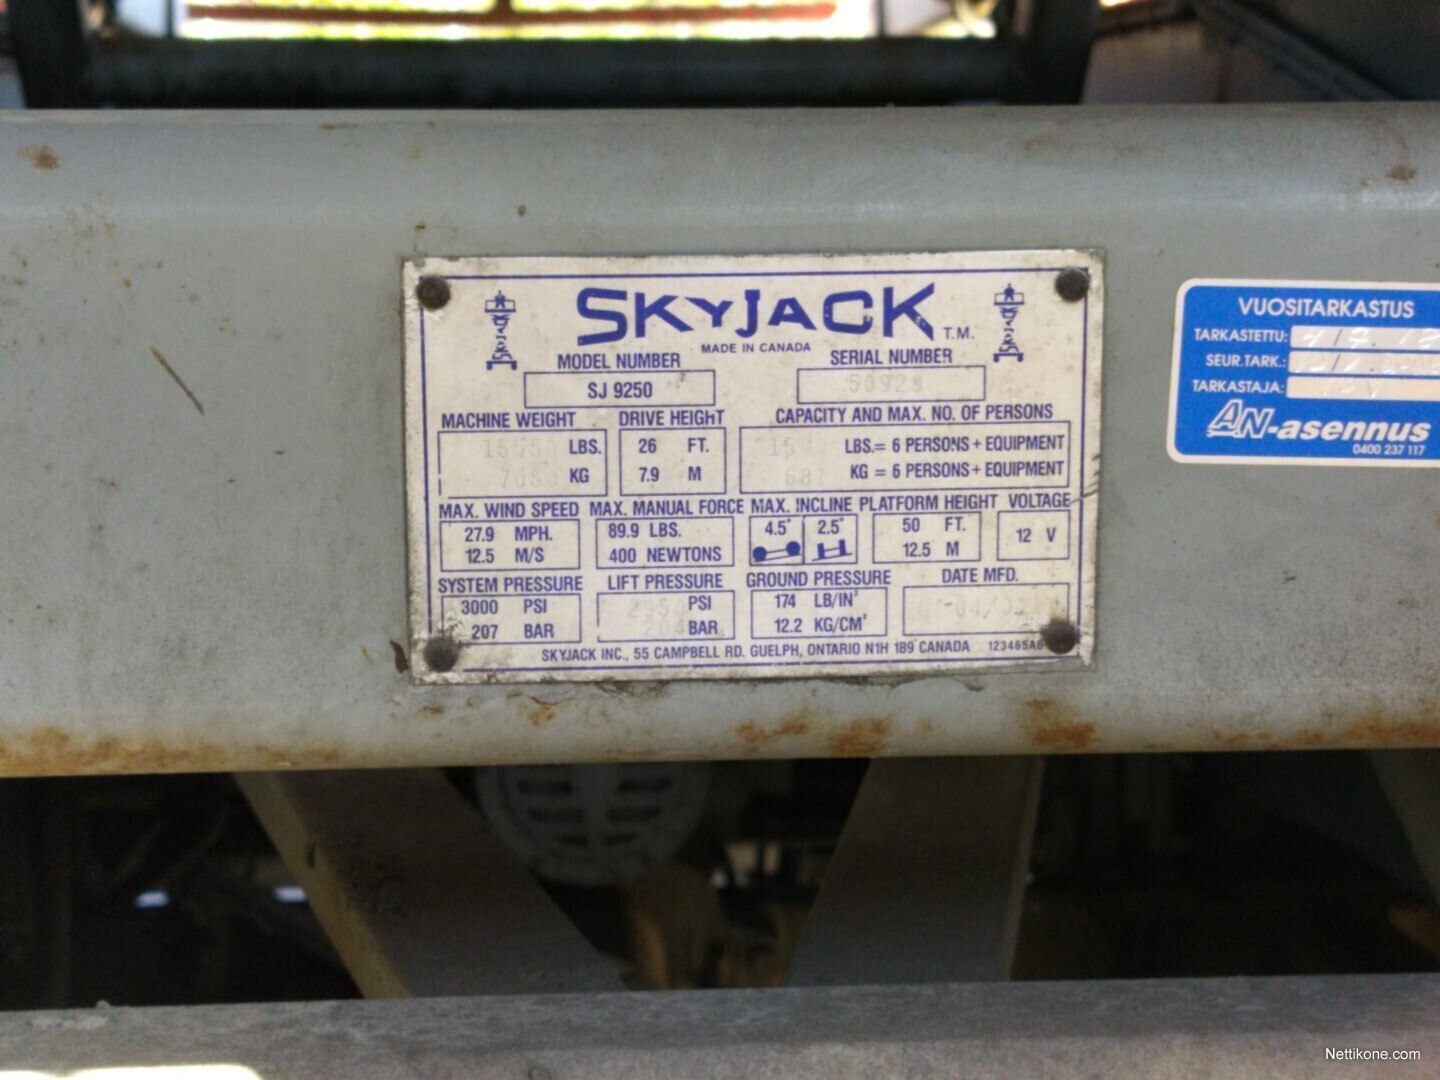 SKYJACK T.M.
MADE IN CANADA
MODEL NUMBER SERIAL NUMBER
SJ 9250
MACHINE WEIGHT DRIVE HEIGHT CAPACITY AND MAX. NO. OF PERSONS
LBS. 26 FT. LBS.= 6 PERSONS + EQUIPMENT
KG 7.9 M 681 KG = 6 PERSONS + EQUIPMENT
MAX. WIND SPEED MAX. MANUAL FORCE MAX. INCLINE PLATFORM HEIGHT VOLTAGE
27.9 MPH. 89.9 LBS. 4.5° 2.5° 50 FT. 12 V
12.5 M/S 400 NEWTONS 12.5 M
SYSTEM PRESSURE LIFT PRESSURE GROUND PRESSURE DATE MFD.
3000 PSI PSI 174 LB/IN²
207 BAR BAR 12.2 KG/CM²
SKYJACK INC., 55 CAMPBELL RD. GUELPH, ONTARIO N1H 1B9 CANADA 123465AB
VUOSITARKASTUS
TARKASTETTU:
SEUR.TARK.:
TARKASTAJA:
AN-asennus
0400 237 117
Nettikone.com